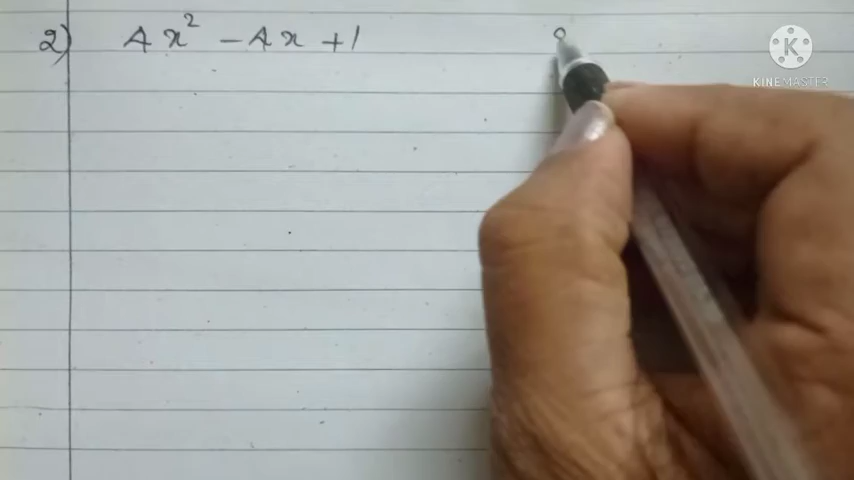 2) 4x² - 4x + 1
KINEMASTER